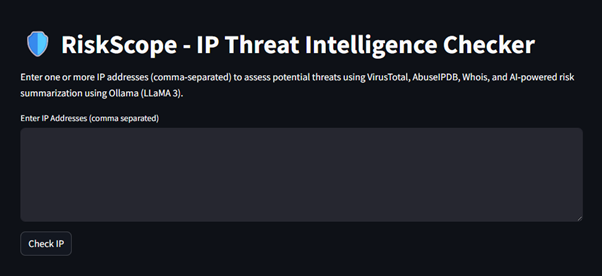 RiskScope - IP Threat Intelligence Checker
Enter one or more IP addresses (comma-separated) to assess potential threats using VirusTotal, AbuseIPDB, Whois, and AI-powered risk
summarization using Ollama (LLaMA 3).
Enter IP Addresses (comma separated)
Check IP